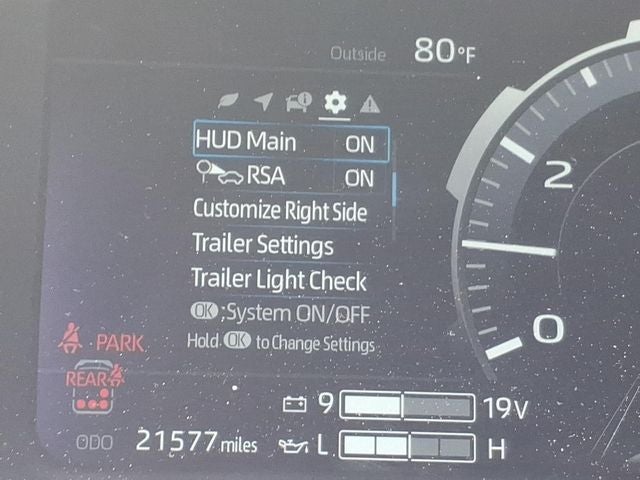 Outside 80°F
HUD Main ON
RSA ON
Customize Right Side
Trailer Settings
Trailer Light Check
OK :System ON/OFF
Hold OK to Change Settings
2
0
PARK
REAR
9 19V
ODO 21577 miles
L H